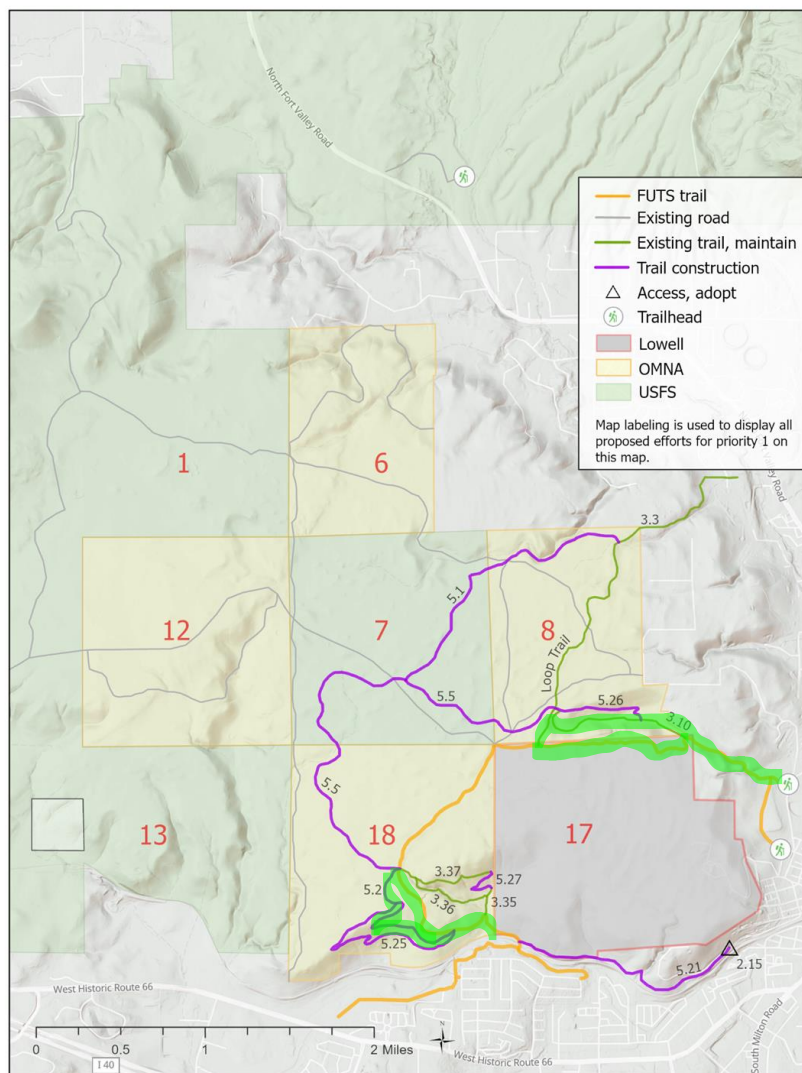 North Fort Valley Road
FUTS trail
Existing road
Existing trail, maintain
Trail construction
Access, adopt
Trailhead
Lowell
OMNA
USFS
Map labeling is used to display all
proposed efforts for priority 1 on
this map.
1
6
Valley Road
3.3
5.1
12
7
8
Loop Trail
5.5
5.26
3.10
5.5
13
18
17
3.37
5.27
5.2
3.36
3.35
5.25
5.21
2.15
West Historic Route 66
South Milton Road
N
0
0.5
1
2 Miles
West Historic Route 66
I 40